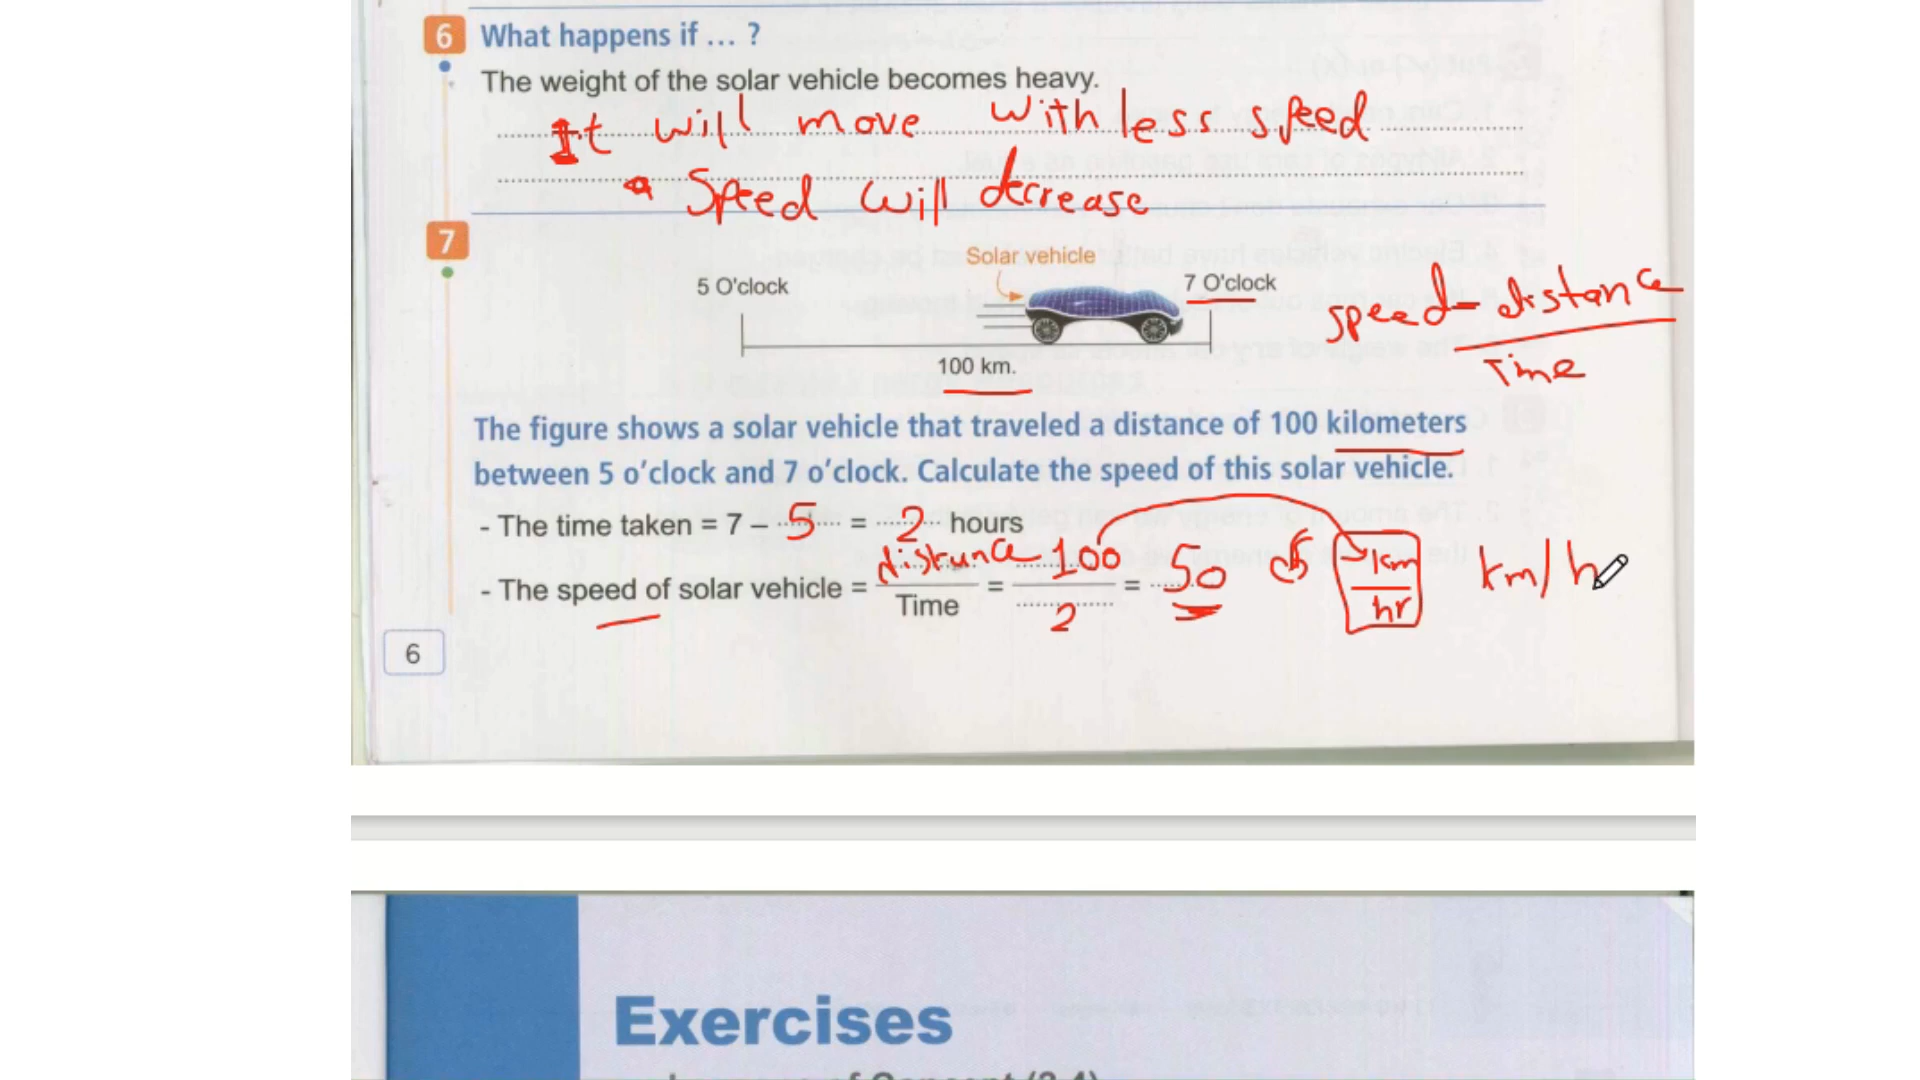 6 What happens if ... ?
The weight of the solar vehicle becomes heavy.
It will move with less speed
Speed will decrease
7
Solar vehicle
5 O'clock
7 O'clock
100 km.
speed = distance
Time
The figure shows a solar vehicle that traveled a distance of 100 kilometers
between 5 o'clock and 7 o'clock. Calculate the speed of this solar vehicle.
- The time taken = 7 – 5 = 2 hours
- The speed of solar vehicle = distance / Time = 100 / 2 = 50 km / hr km/h
6
Exercises